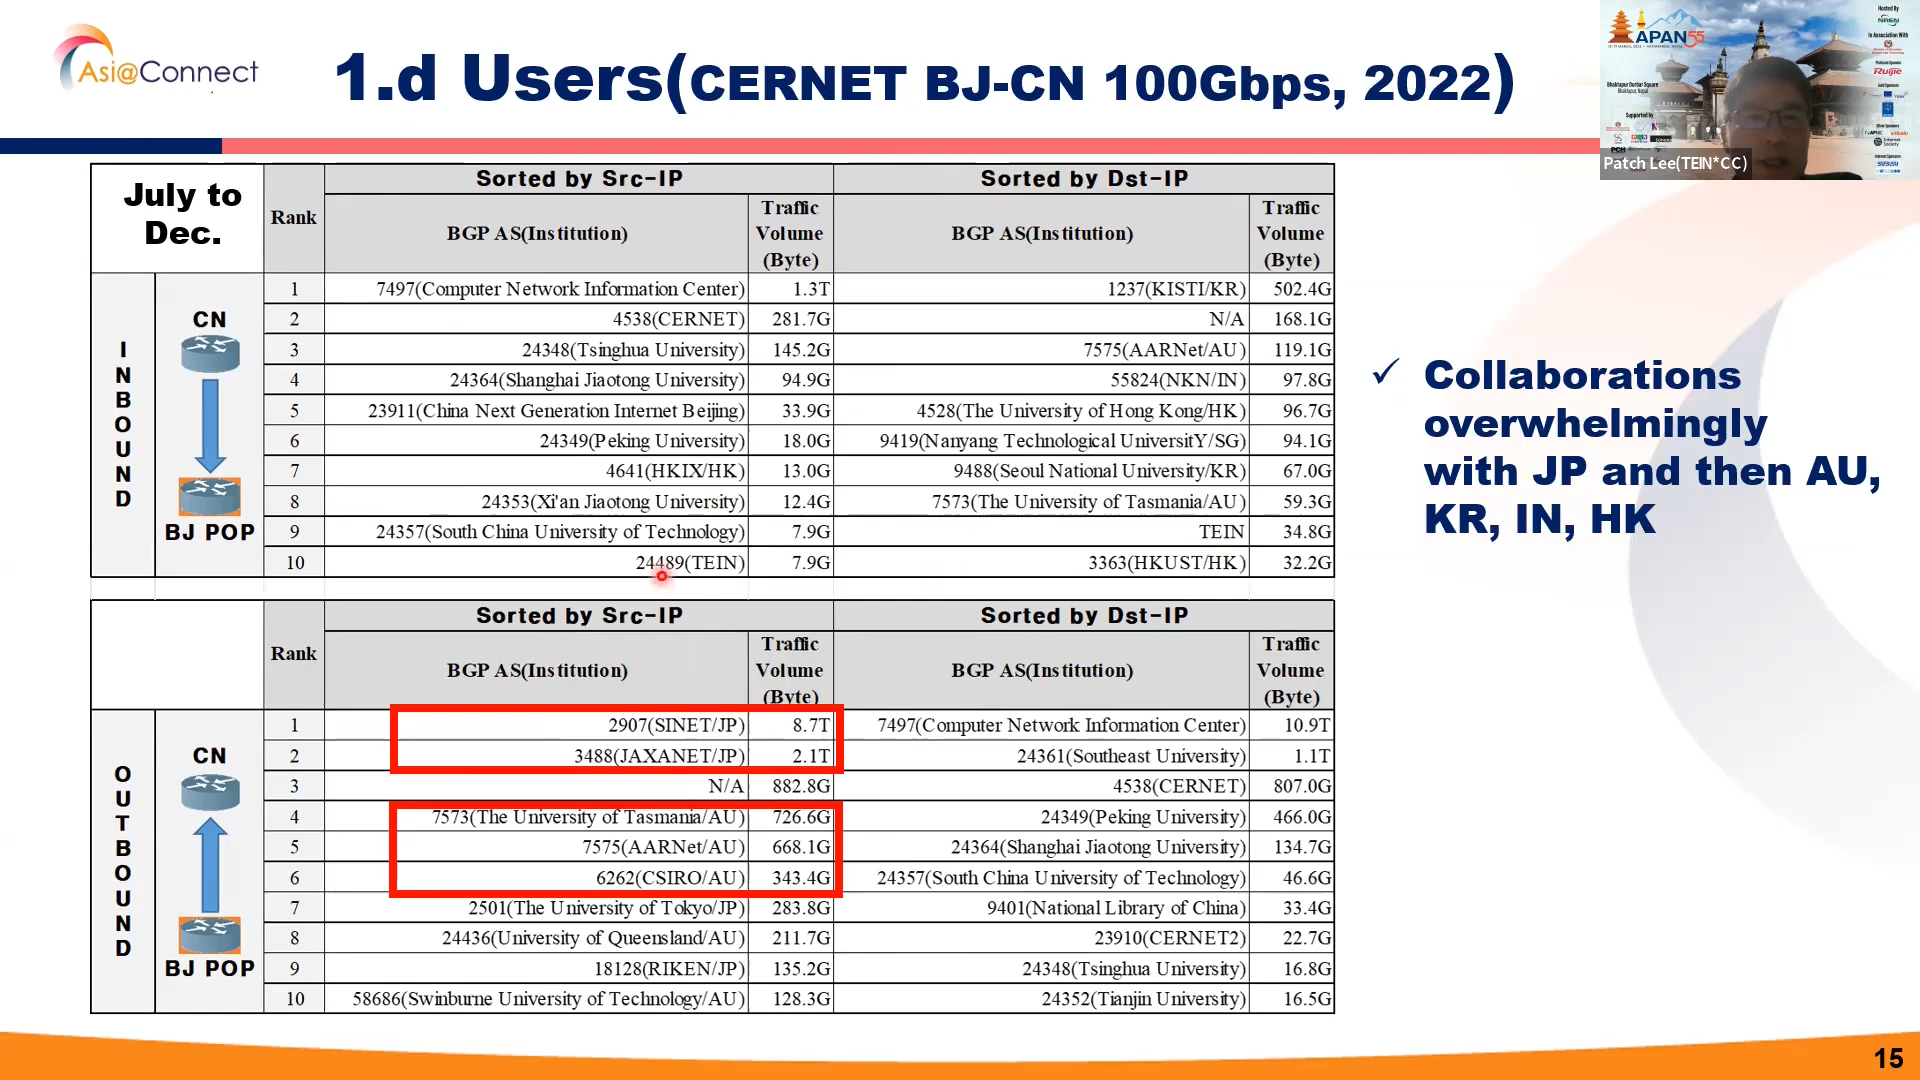 Asi@Connect
1.d Users(CERNET BJ-CN 100Gbps, 2022)
APAN55
Bhaktapur Durbar Square
Bhaktapur, Nepal
Supported by
Hosted By
NREN
In Association With
Ruijie
Patch Lee(TEIN*CC)
July to
Dec.
Rank
Sorted by Src-IP
Sorted by Dst-IP
BGP AS(Institution)
Traffic
Volume
(Byte)
BGP AS(Institution)
Traffic
Volume
(Byte)
INBOUND
CN
BJ POP
1 7497(Computer Network Information Center) 1.3T 1237(KISTI/KR) 502.4G
2 4538(CERNET) 281.7G N/A 168.1G
3 24348(Tsinghua University) 145.2G 7575(AARNet/AU) 119.1G
4 24364(Shanghai Jiaotong University) 94.9G 55824(NKN/IN) 97.8G
5 23911(China Next Generation Internet Beijing) 33.9G 4528(The University of Hong Kong/HK) 96.7G
6 24349(Peking University) 18.0G 9419(Nanyang Technological UniversitY/SG) 94.1G
7 4641(HKIX/HK) 13.0G 9488(Seoul National University/KR) 67.0G
8 24353(Xi'an Jiaotong University) 12.4G 7573(The University of Tasmania/AU) 59.3G
9 24357(South China University of Technology) 7.9G TEIN 34.8G
10 24489(TEIN) 7.9G 3363(HKUST/HK) 32.2G
Rank
Sorted by Src-IP
Sorted by Dst-IP
BGP AS(Institution)
Traffic
Volume
(Byte)
BGP AS(Institution)
Traffic
Volume
(Byte)
OUTBOUND
CN
BJ POP
1 2907(SINET/JP) 8.7T 7497(Computer Network Information Center) 10.9T
2 3488(JAXANET/JP) 2.1T 24361(Southeast University) 1.1T
3 N/A 882.8G 4538(CERNET) 807.0G
4 7573(The University of Tasmania/AU) 726.6G 24349(Peking University) 466.0G
5 7575(AARNet/AU) 668.1G 24364(Shanghai Jiaotong University) 134.7G
6 6262(CSIRO/AU) 343.4G 24357(South China University of Technology) 46.6G
7 2501(The University of Tokyo/JP) 283.8G 9401(National Library of China) 33.4G
8 24436(University of Queensland/AU) 211.7G 23910(CERNET2) 22.7G
9 18128(RIKEN/JP) 135.2G 24348(Tsinghua University) 16.8G
10 58686(Swinburne University of Technology/AU) 128.3G 24352(Tianjin University) 16.5G
✓ Collaborations
overwhelmingly
with JP and then AU,
KR, IN, HK
15